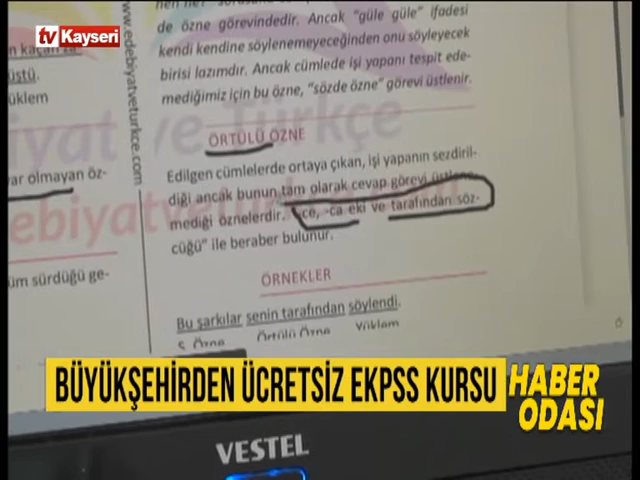 tv Kayseri
de özne görevindedir. Ancak "güle güle" ifadesi
kendi kendine söylenemeyeceğinden onu söyleyecek
birisi lazımdır. Ancak cümlede işi yapanı tespit ede-
mediğimiz için bu özne, "sözde özne" görevi üstlenir.
www.edebiyatveturkce.com
üstü.
üklem
var olmayan öz-
üm sürdüğü ge-
ÖRTÜLÜ ÖZNE
Edilgen cümlelerde ortaya çıkan, işi yapanın sezdiril-
diği ancak bunun tam olarak cevap görevi üstlene-
mediği öznelerdir. "ce, -ca eki ve tarafından söz-
cüğü" ile beraber bulunur.
ÖRNEKLER
Bu şarkılar senin tarafından söylendi.
S. Özne Örtülü Özne Yüklem
BÜYÜKŞEHİRDEN ÜCRETSİZ EKPSS KURSU
HABER
ODASI
VESTEL